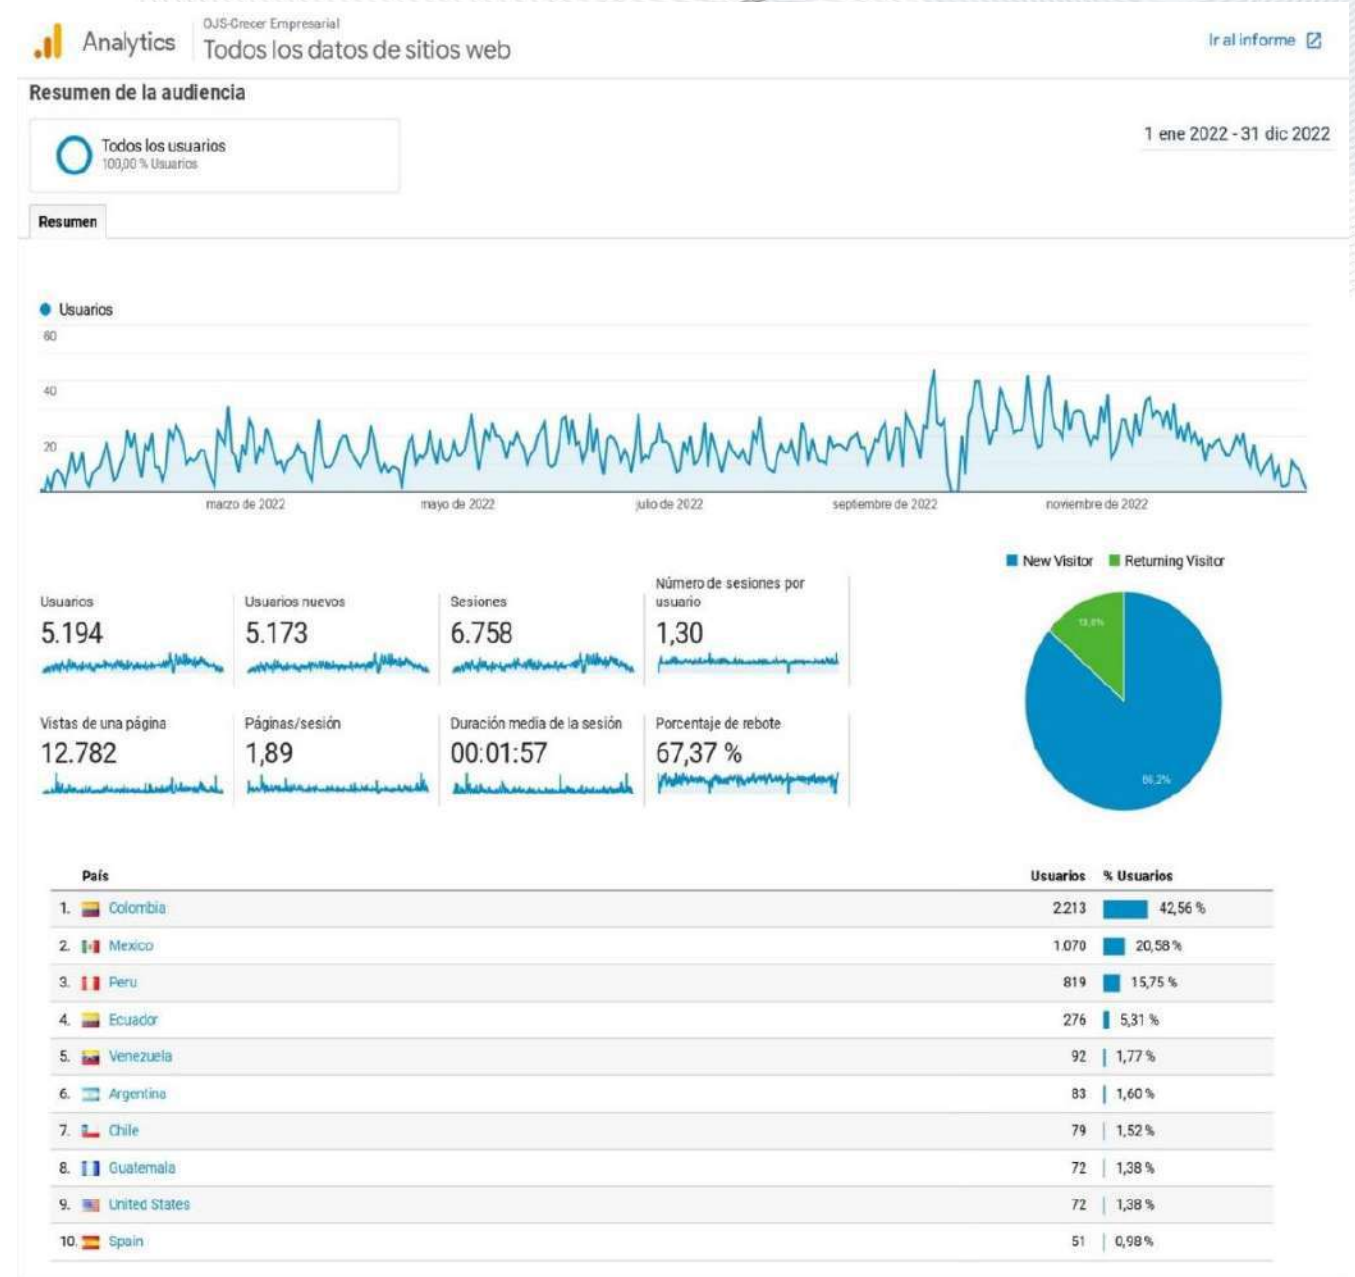 OJS-Crecer Empresarial
Analytics
Todos los datos de sitios web
Ir al informe
Resumen de la audiencia
Todos los usuarios
100,00 % Usuarios
1 ene 2022 - 31 dic 2022
Resumen
Usuarios
60
40
20
marzo de 2022 mayo de 2022 julio de 2022 septiembre de 2022 noviembre de 2022
New Visitor Returning Visitor
Usuarios
5.194
Usuarios nuevos
5.173
Sesiones
6.758
Número de sesiones por
usuario
1,30
13,8%
86,2%
Vistas de una página
12.782
Páginas/sesión
1,89
Duración media de la sesión
00:01:57
Porcentaje de rebote
67,37 %
País Usuarios % Usuarios
1. Colombia 2.213 42,56 %
2. Mexico 1.070 20,58 %
3. Peru 819 15,75 %
4. Ecuador 276 5,31 %
5. Venezuela 92 1,77 %
6. Argentina 83 1,60 %
7. Chile 79 1,52 %
8. Guatemala 72 1,38 %
9. United States 72 1,38 %
10. Spain 51 0,98 %